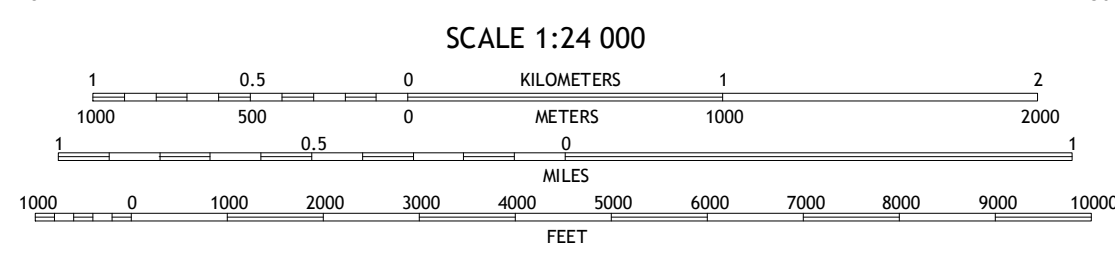 SCALE 1:24 000
1 0.5 0 KILOMETERS 1 2
1000 500 0 METERS 1000 2000
1 0.5 0 1
MILES
1000 0 1000 2000 3000 4000 5000 6000 7000 8000 9000 10000
FEET